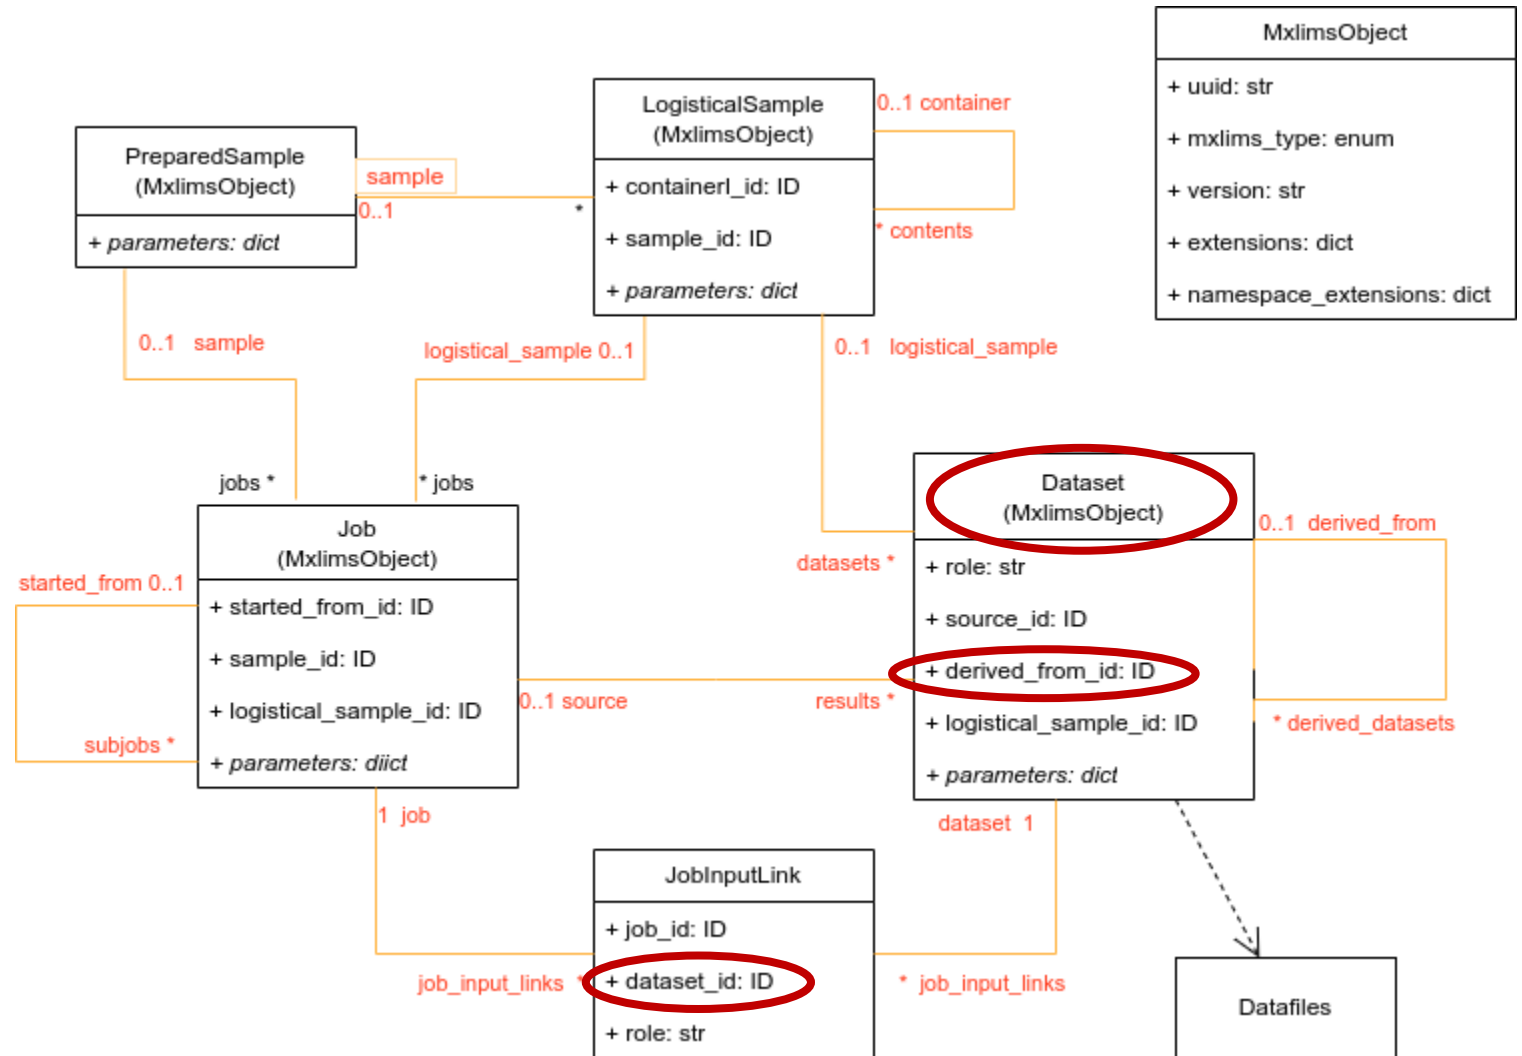 MxlimsObject
+ uuid: str
+ mxlims_type: enum
+ version: str
+ extensions: dict
+ namespace_extensions: dict
LogisticalSample
(MxlimsObject)
+ containerl_id: ID
+ sample_id: ID
+ parameters: dict
0..1 container
* contents
PreparedSample
(MxlimsObject)
+ parameters: dict
sample
0..1
*
0..1 sample
logistical_sample 0..1
0..1 logistical_sample
jobs *
* jobs
Job
(MxlimsObject)
+ started_from_id: ID
+ sample_id: ID
+ logistical_sample_id: ID
+ parameters: diict
started_from 0..1
subjobs *
0..1 source
results *
datasets *
Dataset
(MxlimsObject)
+ role: str
+ source_id: ID
+ derived_from_id: ID
+ logistical_sample_id: ID
+ parameters: dict
0..1 derived_from
* derived_datasets
1 job
dataset 1
JobInputLink
+ job_id: ID
+ dataset_id: ID
+ role: str
job_input_links *
* job_input_links
Datafiles